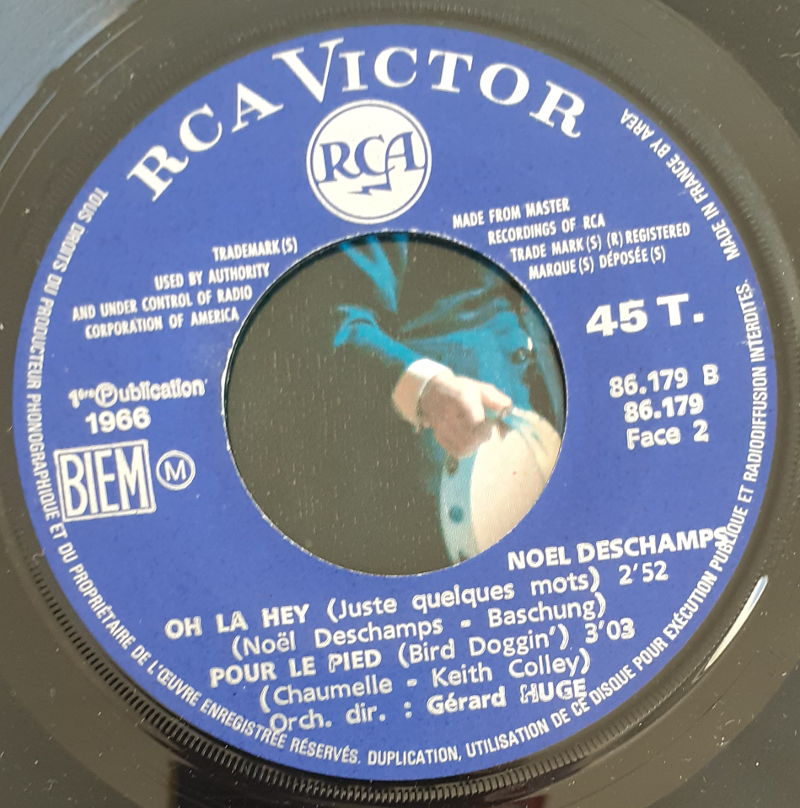 RCA VICTOR
RCA
TRADEMARK(S)
USED BY AUTHORITY
AND UNDER CONTROL OF RADIO
CORPORATION OF AMERICA
MADE FROM MASTER
RECORDINGS OF RCA
TRADE MARK(S) (R) REGISTERED
MARQUE(S) DÉPOSÉE(S)
45 T.
1ère Ⓟublication
1966
BIEM Ⓜ
86.179 B
86.179
Face 2
NOEL DESCHAMPS
OH LA HEY (Juste quelques mots) 2'52
(Noël Deschamps - Baschung)
POUR LE PIED (Bird Doggin') 3'03
(Chaumelle - Keith Colley)
Orch. dir. : Gérard HUGE
TOUS DROITS DU PRODUCTEUR PHONOGRAPHIQUE ET DU PROPRIÉTAIRE DE L'ŒUVRE ENREGISTRÉE RÉSERVÉS. DUPLICATION, UTILISATION DE CE DISQUE POUR EXÉCUTION PUBLIQUE ET RADIODIFFUSION INTERDITES.
MADE IN FRANCE BY AREA